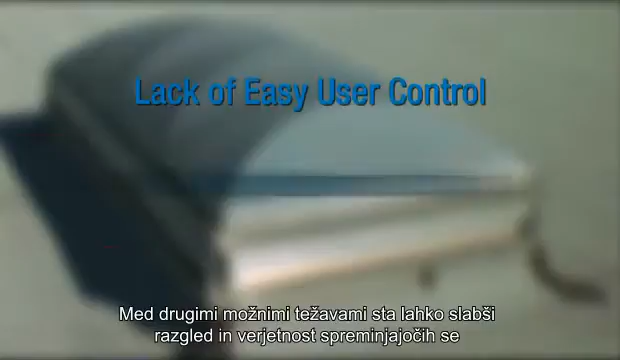 Lack of Easy User Control
Med drugimi možnimi težavami sta lahko slabši
razgled in verjetnost spreminjajočih se